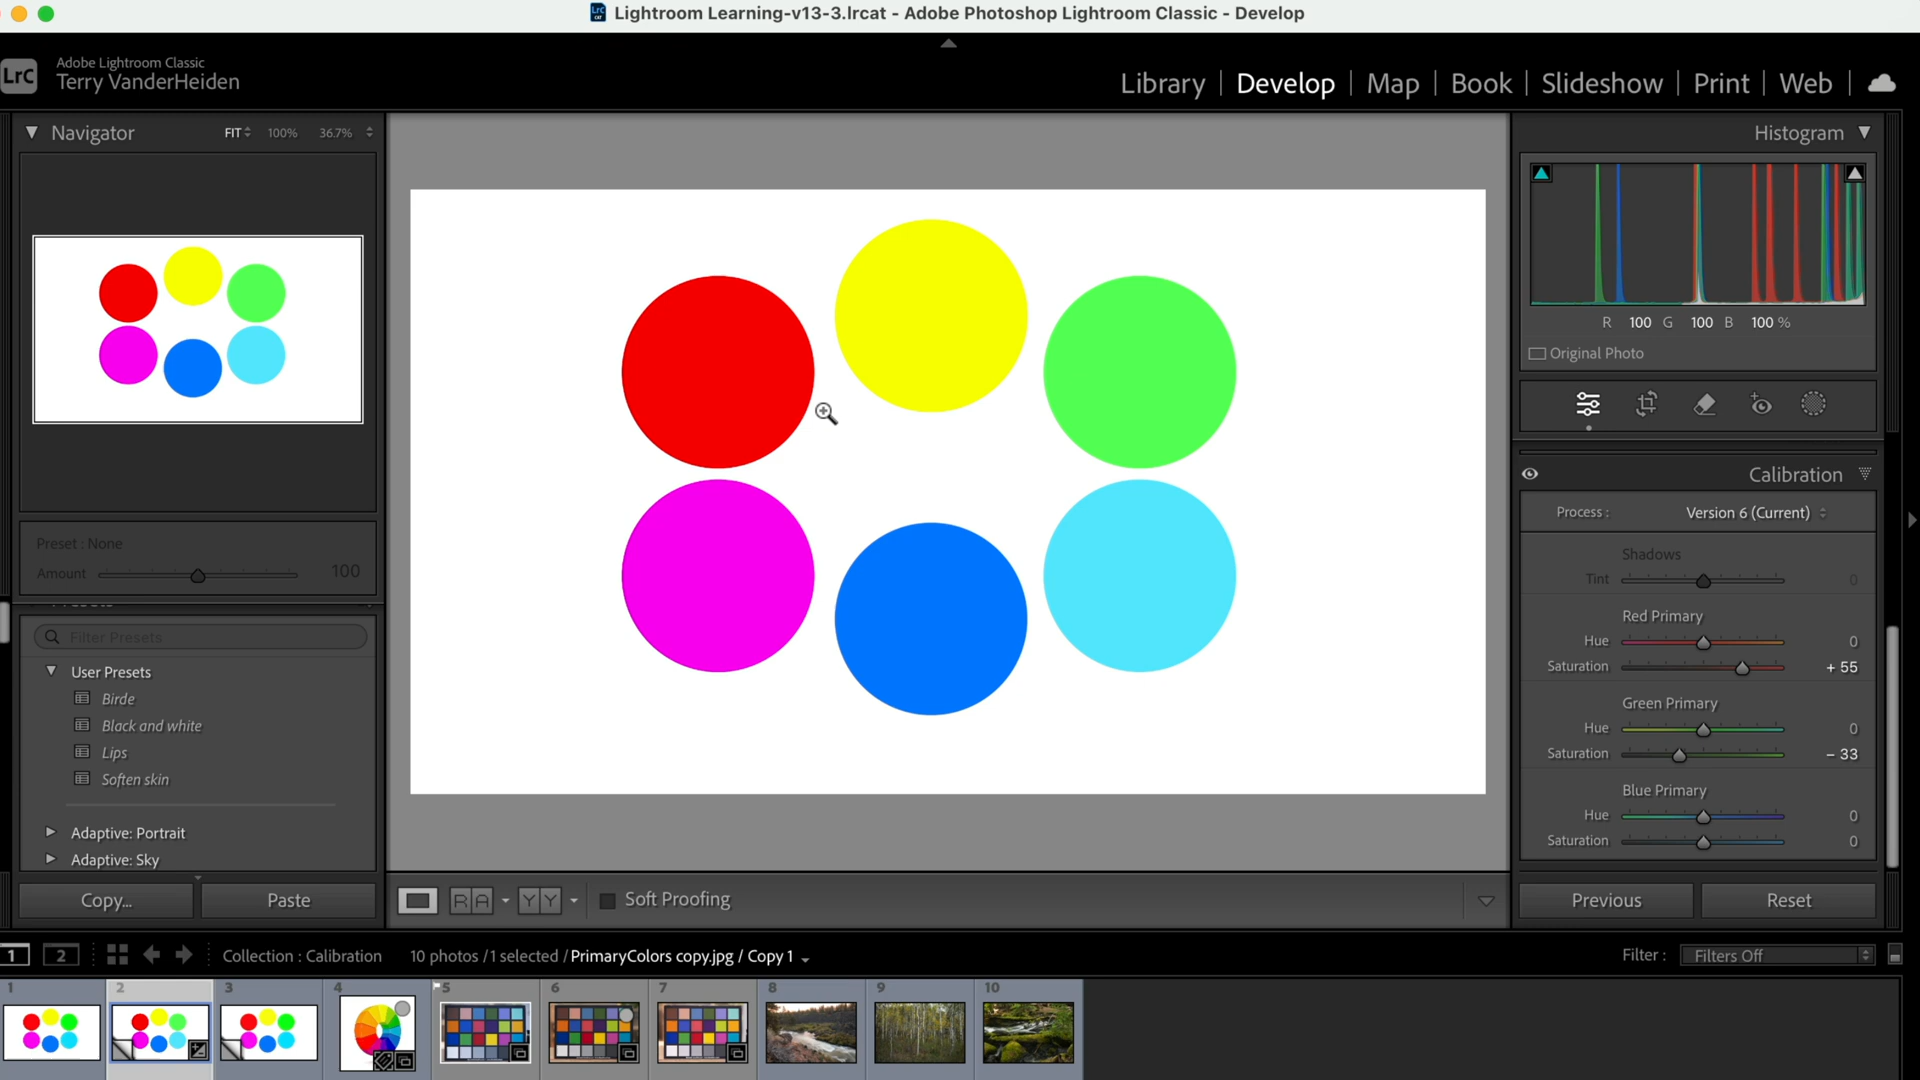 Lightroom Learning-v13-3.lrcat - Adobe Photoshop Lightroom Classic - Develop
LrC
Adobe Lightroom Classic
Terry VanderHeiden
Library | Develop | Map | Book | Slideshow | Print | Web
Navigator FIT 100% 36.7%
Histogram
R 100 G 100 B 100 %
Original Photo
Calibration
Process : Version 6 (Current)
Shadows
Tint 0
Red Primary
Hue 0
Saturation + 55
Green Primary
Hue 0
Saturation – 33
Blue Primary
Hue 0
Saturation 0
Previous Reset
Preset : None
Amount 100
Presets
Filter Presets
User Presets
Birde
Black and white
Lips
Soften skin
Adaptive: Portrait
Adaptive: Sky
Copy... Paste
R A Y Y Soft Proofing
1 2 Collection : Calibration 10 photos / 1 selected / PrimaryColors copy.jpg / Copy 1
Filter : Filters Off
1 2 3 4 5 6 7 8 9 10